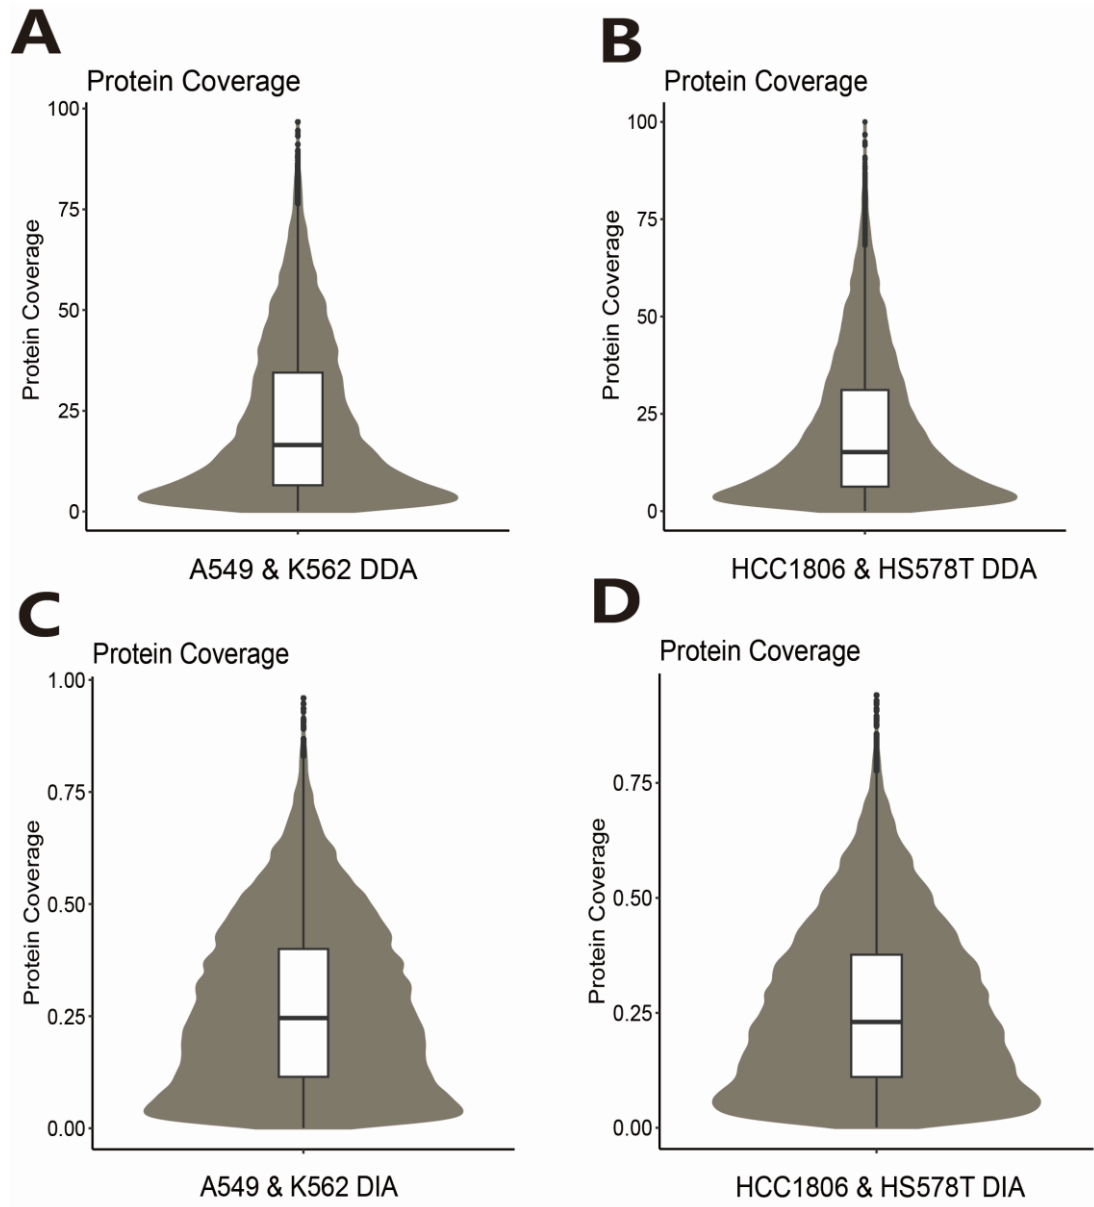 A
Protein Coverage
100
75
50
25
0
Protein Coverage
A549 & K562 DDA
B
Protein Coverage
100
75
50
25
0
Protein Coverage
HCC1806 & HS578T DDA
C
Protein Coverage
1.00
0.75
0.50
0.25
0.00
Protein Coverage
A549 & K562 DIA
D
Protein Coverage
0.75
0.50
0.25
0.00
Protein Coverage
HCC1806 & HS578T DIA